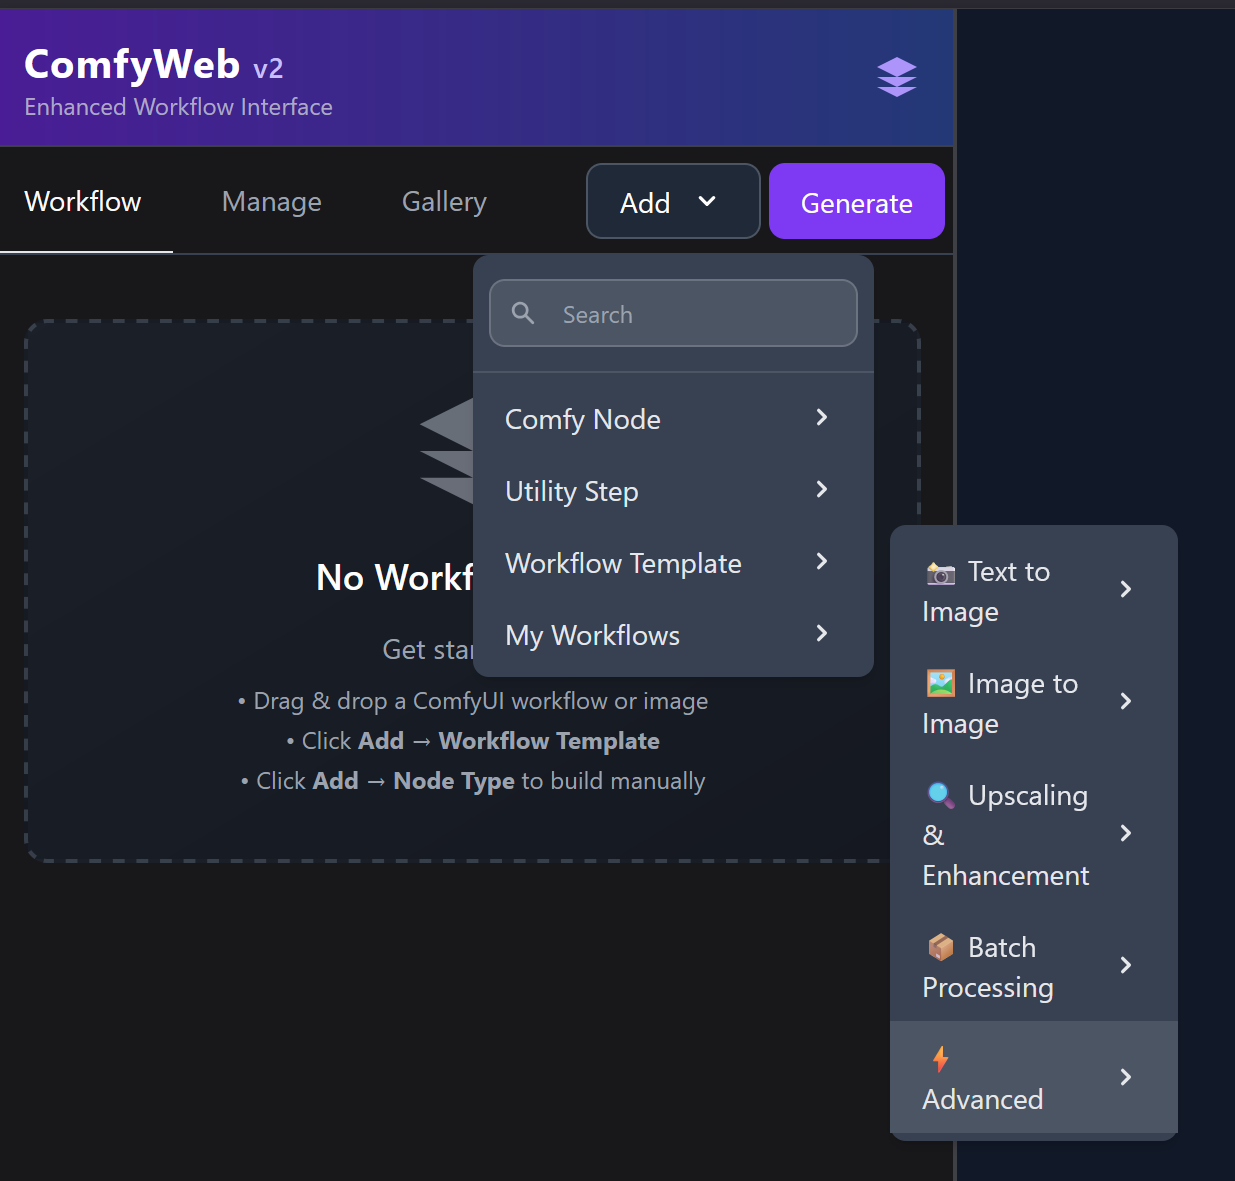 ComfyWeb v2
Enhanced Workflow Interface
Workflow
Manage
Gallery
Add
Generate
Search
Comfy Node
Utility Step
Workflow Template
My Workflows
Text to
Image
Image to
Image
Upscaling
&
Enhancement
Batch
Processing
Advanced
No Workf
Get star
• Drag & drop a ComfyUI workflow or image
• Click Add → Workflow Template
• Click Add → Node Type to build manually